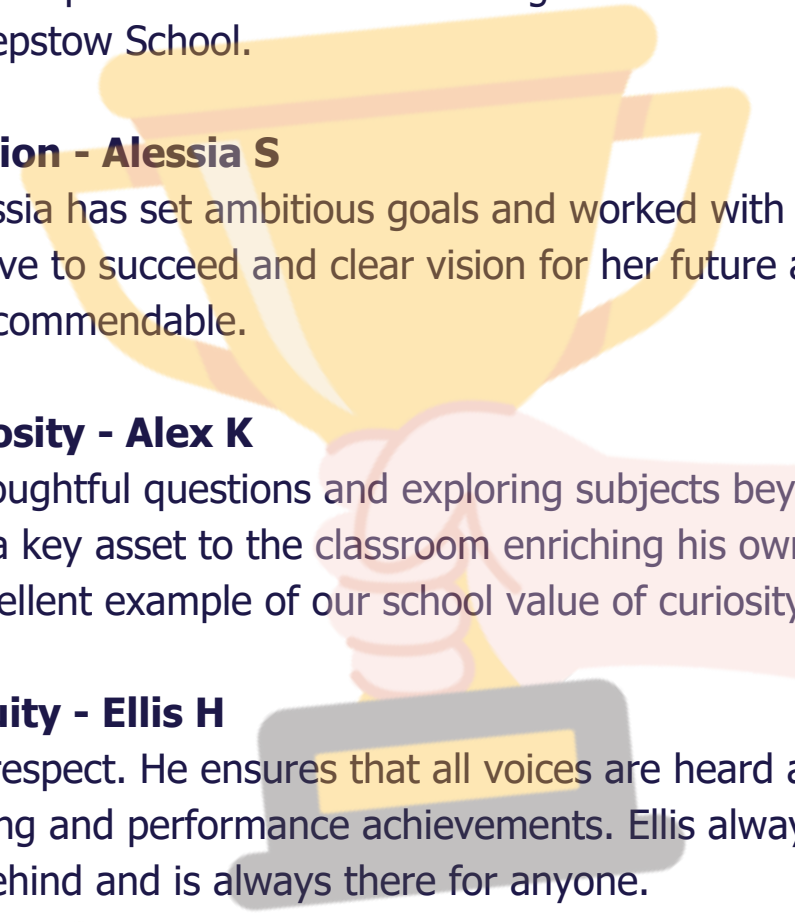 epstow School.
ion - Alessia S
ssia has set ambitious goals and worked with
ve to succeed and clear vision for her future a
commendable.
osity - Alex K
oughtful questions and exploring subjects bey
a key asset to the classroom enriching his own
ellent example of our school value of curiosity
uity - Ellis H
respect. He ensures that all voices are heard a
ng and performance achievements. Ellis alway
ehind and is always there for anyone.